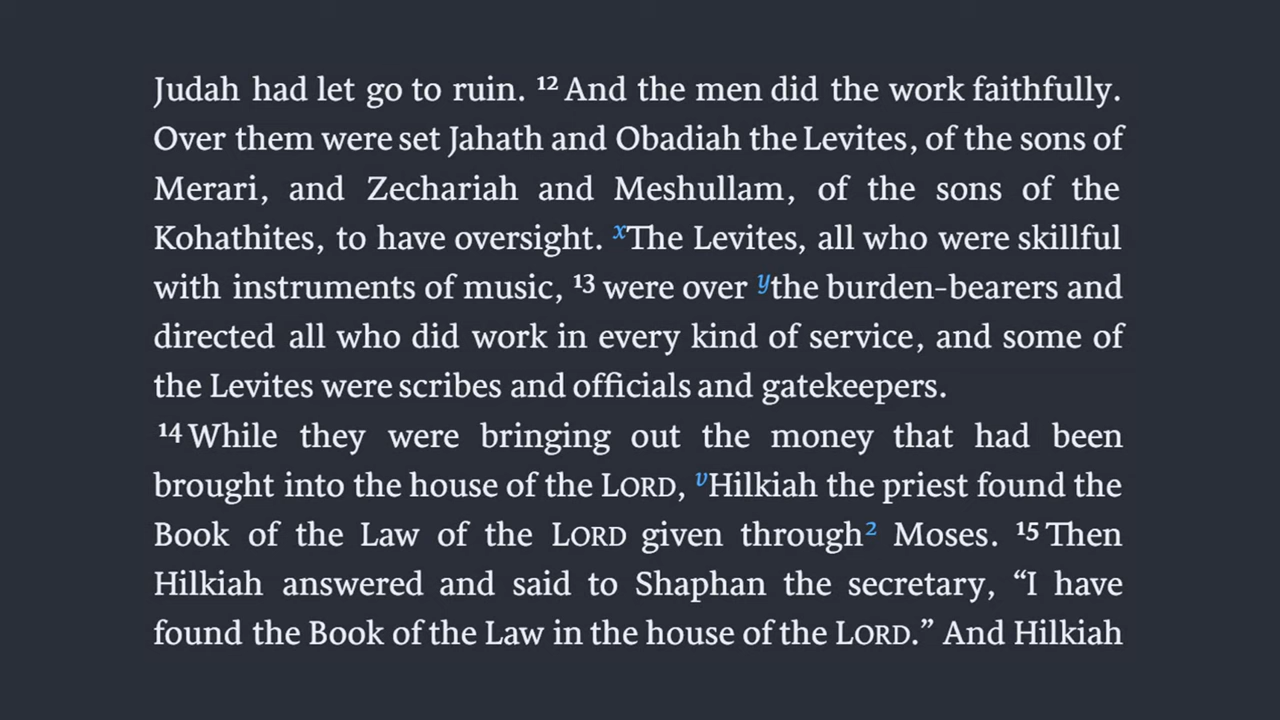 Judah had let go to ruin. 12 And the men did the work faithfully.
Over them were set Jahath and Obadiah the Levites, of the sons of
Merari, and Zechariah and Meshullam, of the sons of the
Kohathites, to have oversight. xThe Levites, all who were skillful
with instruments of music, 13 were over ythe burden-bearers and
directed all who did work in every kind of service, and some of
the Levites were scribes and officials and gatekeepers.
14 While they were bringing out the money that had been
brought into the house of the LORD, vHilkiah the priest found the
Book of the Law of the LORD given through2 Moses. 15 Then
Hilkiah answered and said to Shaphan the secretary, “I have
found the Book of the Law in the house of the LORD.” And Hilkiah